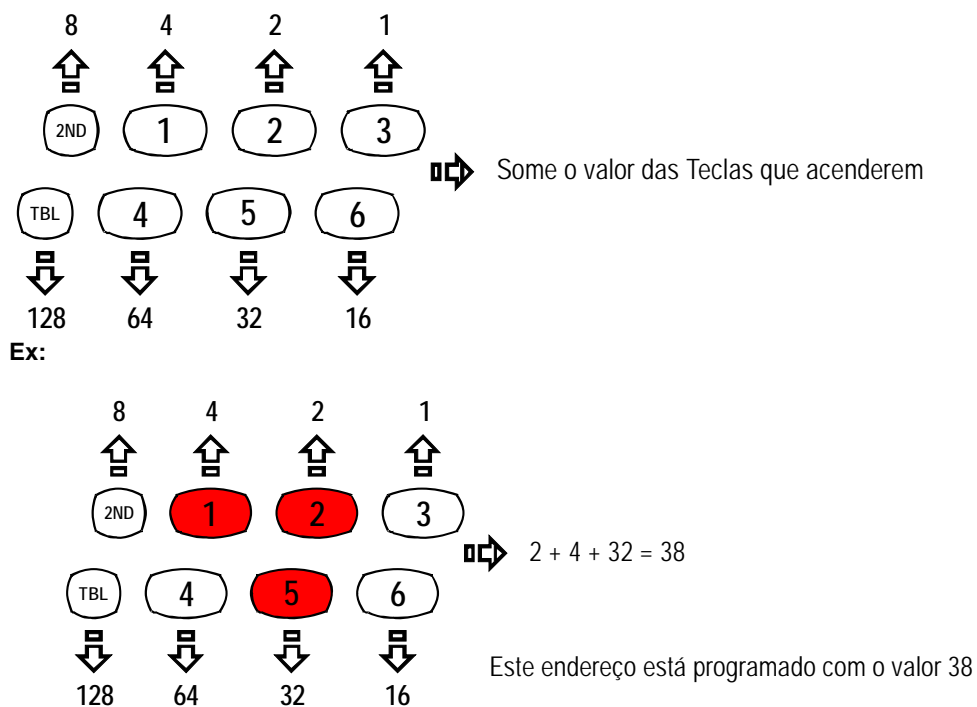 8 4 2 1
2ND 1 2 3
Some o valor das Teclas que acenderem
TBL 4 5 6
128 64 32 16
Ex:
8 4 2 1
2ND 1 2 3
2 + 4 + 32 = 38
TBL 4 5 6
Este endereço está programado com o valor 38
128 64 32 16